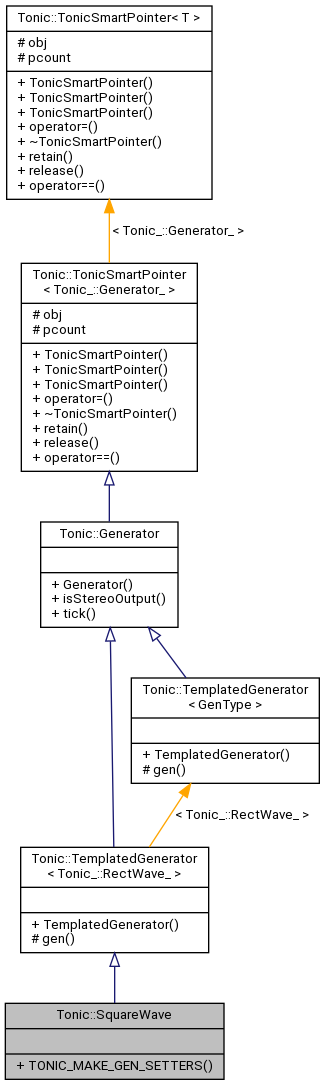 Tonic::TonicSmartPointer< T >
# obj
# pcount
+ TonicSmartPointer()
+ TonicSmartPointer()
+ TonicSmartPointer()
+ operator=()
+ ~TonicSmartPointer()
+ retain()
+ release()
+ operator==()
< Tonic_::Generator_ >
Tonic::TonicSmartPointer
< Tonic_::Generator_ >
# obj
# pcount
+ TonicSmartPointer()
+ TonicSmartPointer()
+ TonicSmartPointer()
+ operator=()
+ ~TonicSmartPointer()
+ retain()
+ release()
+ operator==()
Tonic::Generator
+ Generator()
+ isStereoOutput()
+ tick()
Tonic::TemplatedGenerator
< GenType >
+ TemplatedGenerator()
# gen()
< Tonic_::RectWave_ >
Tonic::TemplatedGenerator
< Tonic_::RectWave_ >
+ TemplatedGenerator()
# gen()
Tonic::SquareWave
+ TONIC_MAKE_GEN_SETTERS()